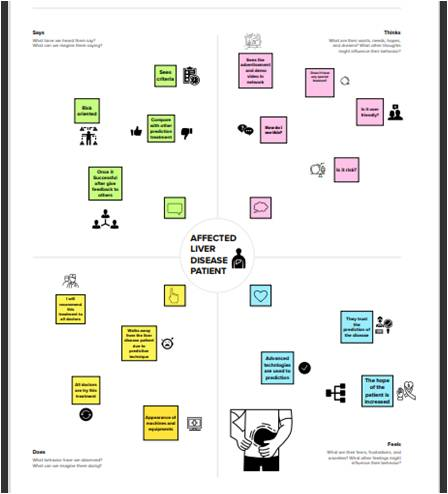 Says
What have we heard them say?
What can we imagine them saying?
Thinks
What are their wants, needs, hopes,
and dreams? What other thoughts
might influence their behavior?
Sees
criteria
Risk
oriented
Compare
with other
prediction
treatment
Once it
Successful
after give
feedback to
others
Sees the
advertisement
and demo
video in
network
Is it user
friendly?
How do I
use this?
Is it risk?
AFFECTED
LIVER
DISEASE
PATIENT
I will
recommend
this
treatment to
all doctors
Walks away
from the liver
disease patient
due to
predictive
technique
All doctors
are try this
treatment
Appearance of
machines and
equipments
They trust
the
prediction of
the disease
Advanced
technologies
are used to
prediction
The hope
of the
patient is
increased
Does
What behavior have we observed?
What can we imagine them doing?
Feels
What are their fears, frustrations, and
anxieties? What other feelings might
influence their behavior?